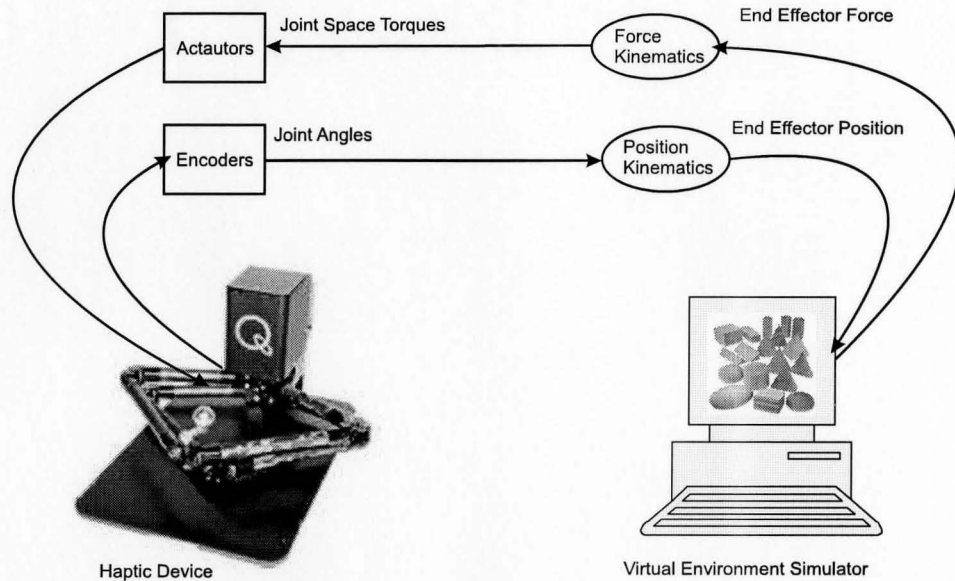 End Effector Force
Joint Space Torques
Actautors
Force
Kinematics
Joint Angles
End Effector Position
Encoders
Position
Kinematics
Q
Haptic Device
Virtual Environment Simulator